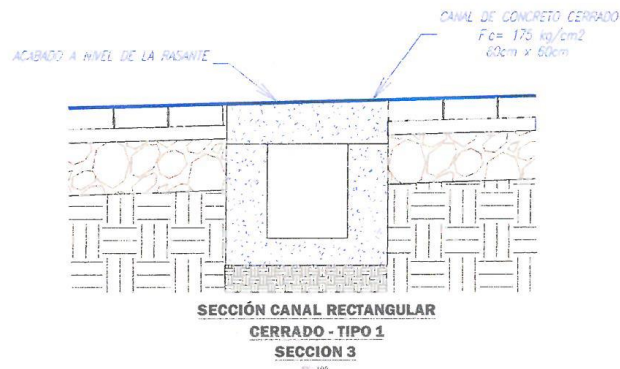 CANAL DE CONCRETO CERRADO
F'c= 175 kg/cm2
60cm x 60cm
ACABADO A NIVEL DE LA RASANTE
SECCIÓN CANAL RECTANGULAR
CERRADO - TIPO 1
SECCION 3